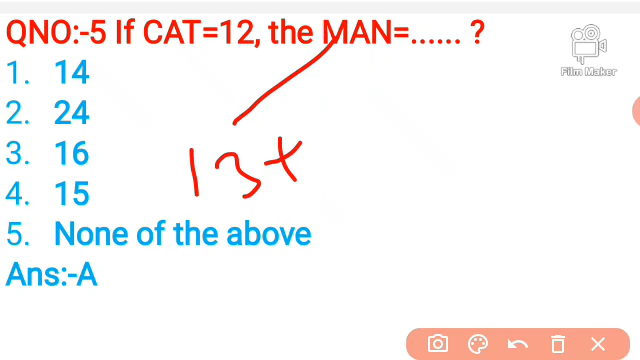 QNO:-5 If CAT=12, the MAN=...... ?
Film Maker
1. 14
2. 24
3. 16
13+
4. 15
5. None of the above
Ans:-A